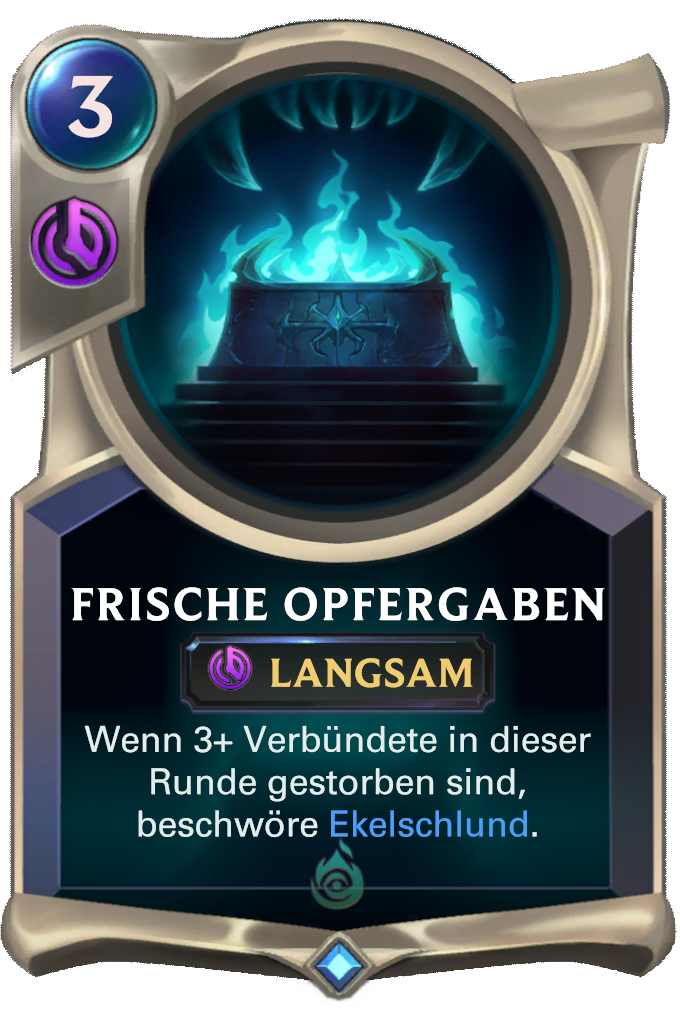 3
FRISCHE OPFERGABEN
LANGSAM
Wenn 3+ Verbündete in dieser
Runde gestorben sind,
beschwöre Ekelschlund.